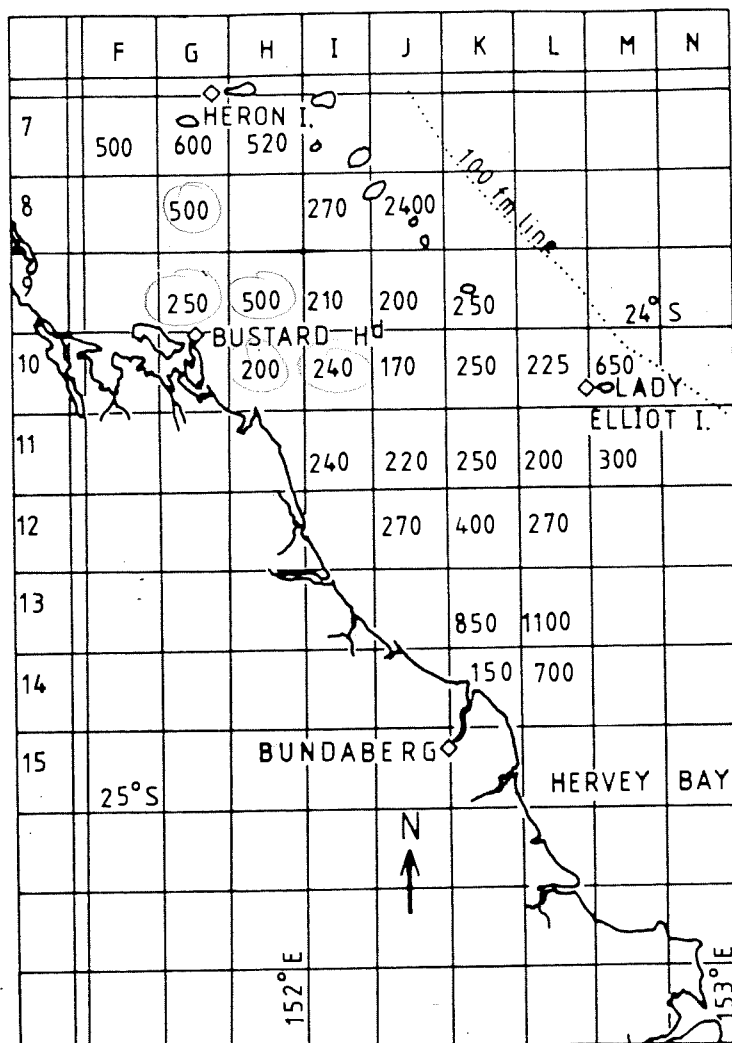 F G H I J K L M N
7
HERON I.
500 600 520
100 fm line
8
500 270 2400
9
250 500 210 200 250
24°S
BUSTARD Hd
10
200 240 170 250 225 650
LADY
ELLIOT I.
11
240 220 250 200 300
12
270 400 270
13
850 1100
14
150 700
15
BUNDABERG
HERVEY BAY
25°S
N
152°E
153°E